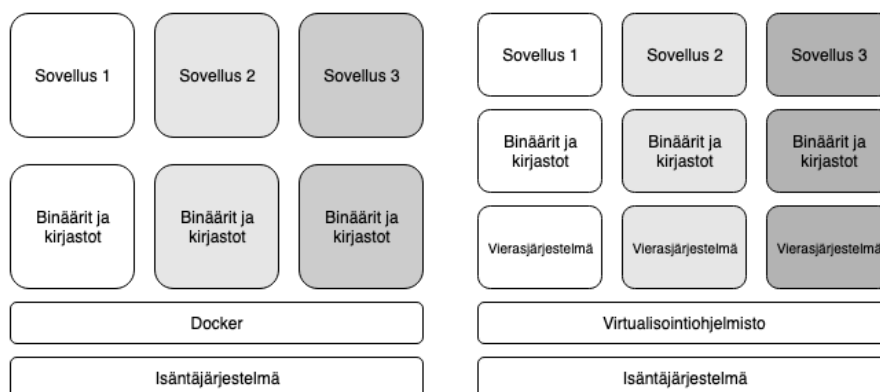 Sovellus 1
Sovellus 2
Sovellus 3
Binäärit ja
kirjastot
Binäärit ja
kirjastot
Binäärit ja
kirjastot
Docker
Isäntäjärjestelmä
Sovellus 1
Sovellus 2
Sovellus 3
Binäärit ja
kirjastot
Binäärit ja
kirjastot
Binäärit ja
kirjastot
Vierasjärjestelmä
Vierasjärjestelmä
Vierasjärjestelmä
Virtualisointiohjelmisto
Isäntäjärjestelmä